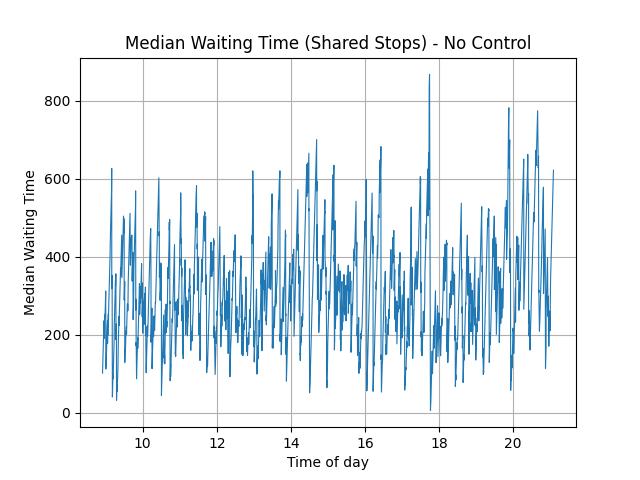 Median Waiting Time (Shared Stops) - No Control
Median Waiting Time
800
600
400
200
0
10 12 14 16 18 20
Time of day